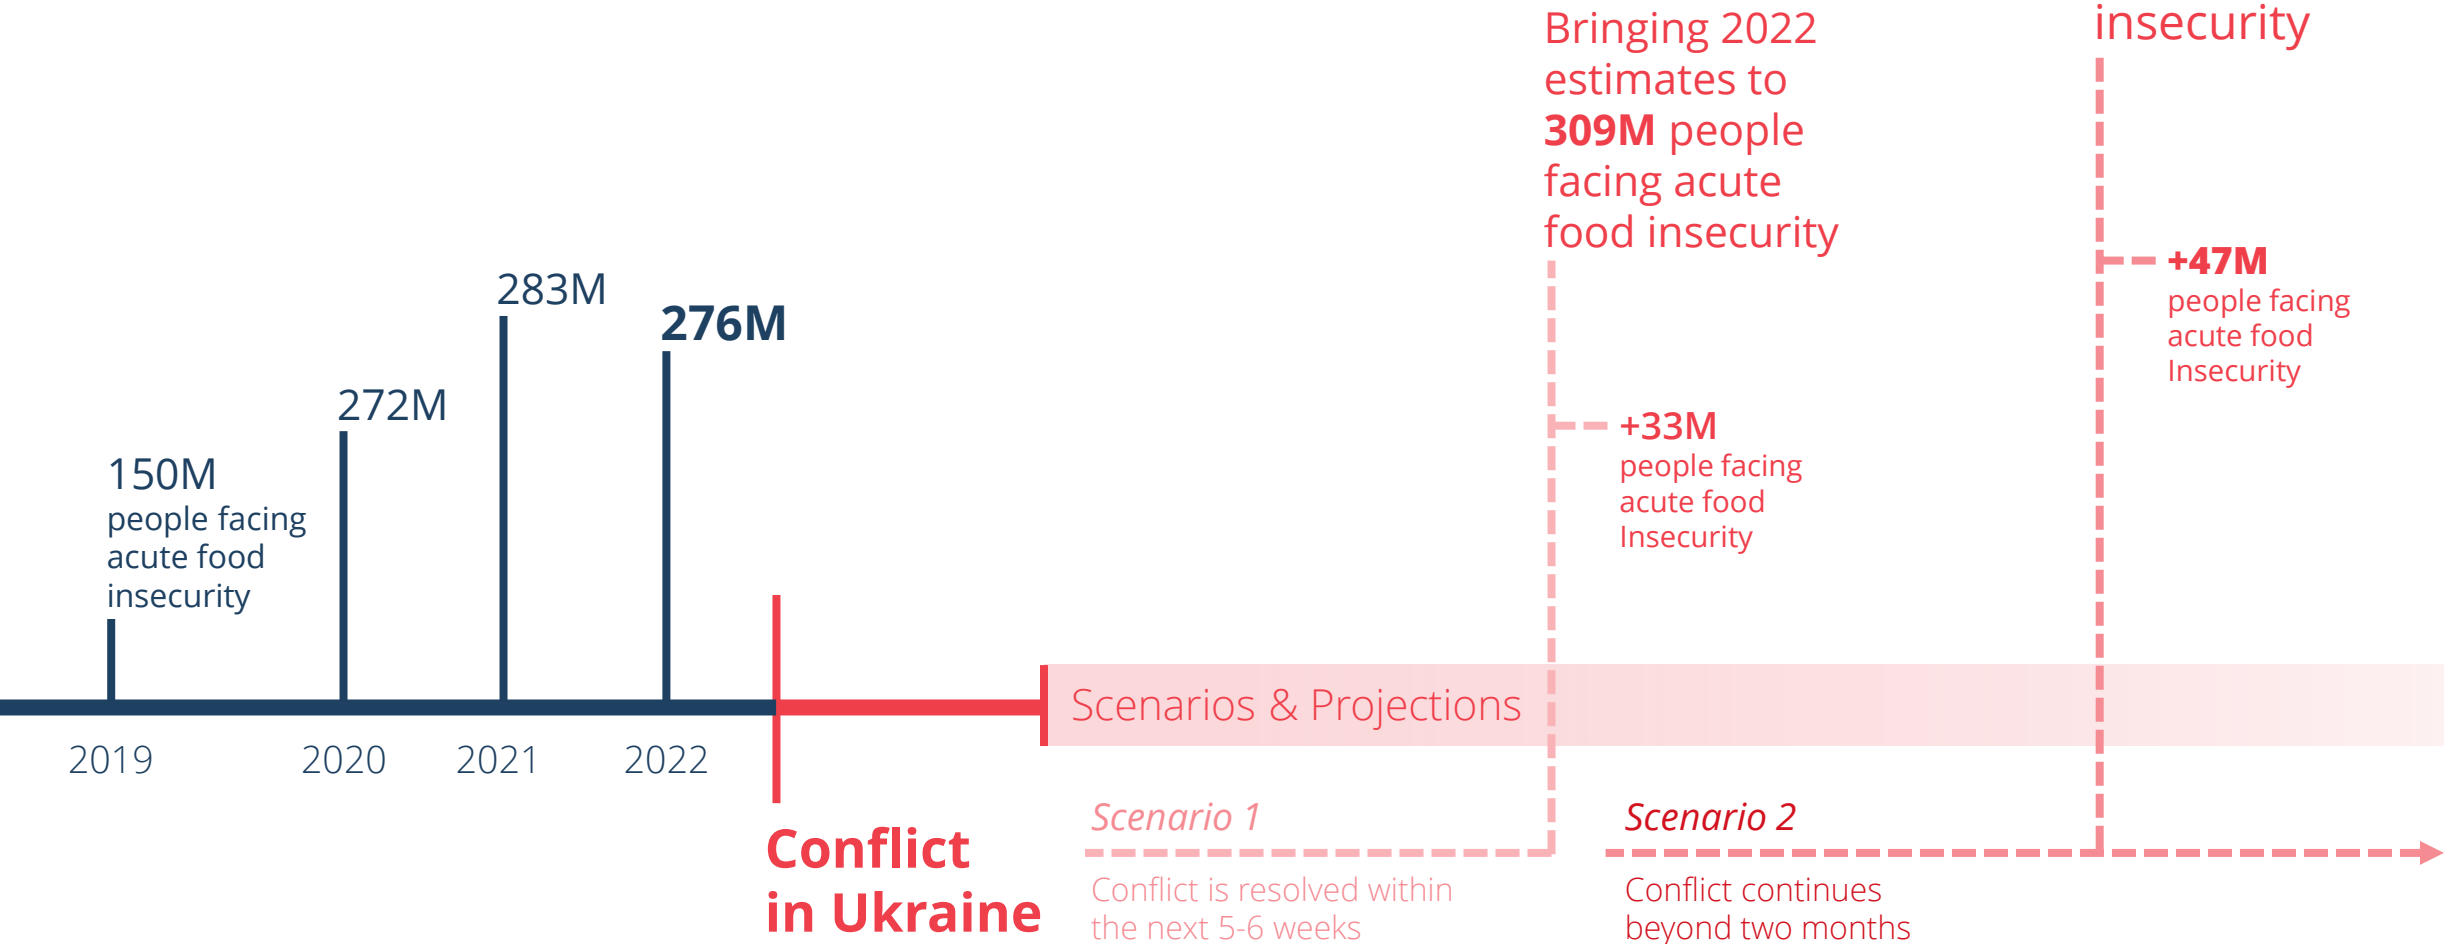 Bringing 2022
estimates to
309M people
facing acute
food insecurity
insecurity
+47M
people facing
acute food
Insecurity
+33M
people facing
acute food
Insecurity
283M
276M
272M
150M
people facing
acute food
insecurity
Scenarios & Projections
2019
2020
2021
2022
Conflict
in Ukraine
Scenario 1
Conflict is resolved within
the next 5-6 weeks
Scenario 2
Conflict continues
beyond two months